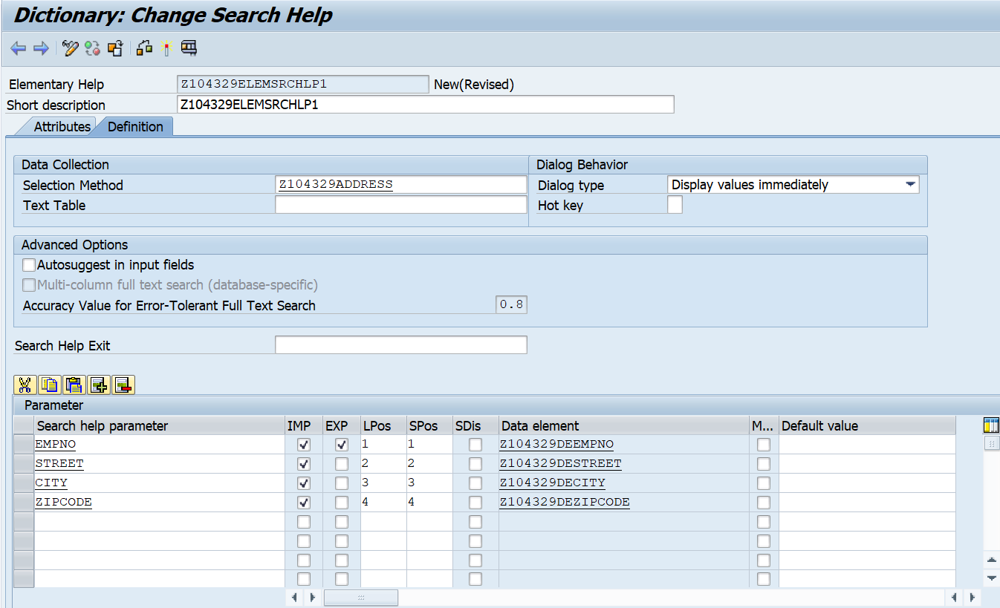 Dictionary: Change Search Help
Elementary Help Z104329ELEMSRCHLP1 New(Revised)
Short description Z104329ELEMSRCHLP1
Attributes Definition
Data Collection Dialog Behavior
Selection Method Z104329ADDRESS Dialog type Display values immediately
Text Table Hot key
Advanced Options
Autosuggest in input fields
Multi-column full text search (database-specific)
Accuracy Value for Error-Tolerant Full Text Search 0.8
Search Help Exit
Parameter
Search help parameter IMP EXP LPos SPos SDis Data element M... Default value
EMPNO 1 1 Z104329DEEMPNO
STREET 2 2 Z104329DESTREET
CITY 3 3 Z104329DECITY
ZIPCODE 4 4 Z104329DEZIPCODE